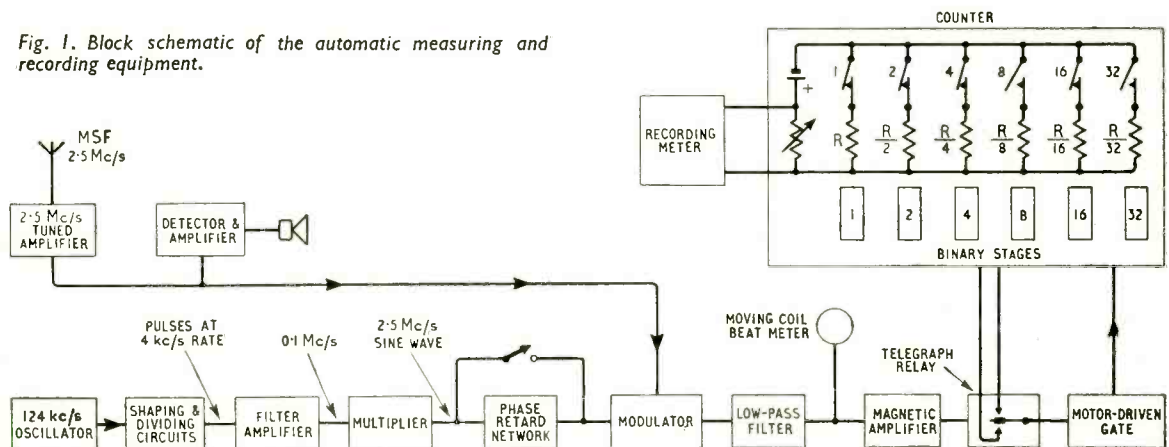 Fig. 1. Block schematic of the automatic measuring and
recording equipment.
COUNTER
1
2
4
8
16
32
+
RECORDING
METER
R
R/2
R/4
R/8
R/16
R/32
1
2
4
8
16
32
BINARY STAGES
MSF
2·5 Mc/s
2·5 Mc/s
TUNED
AMPLIFIER
DETECTOR &
AMPLIFIER
PULSES AT
4 kc/s RATE
0·1 Mc/s
2·5 Mc/s
SINE WAVE
MOVING COIL
BEAT METER
TELEGRAPH
RELAY
124 kc/s
OSCILLATOR
SHAPING &
DIVIDING
CIRCUITS
FILTER
AMPLIFIER
MULTIPLIER
PHASE
RETARD
NETWORK
MODULATOR
LOW-PASS
FILTER
MAGNETIC
AMPLIFIER
MOTOR-DRIVEN
GATE